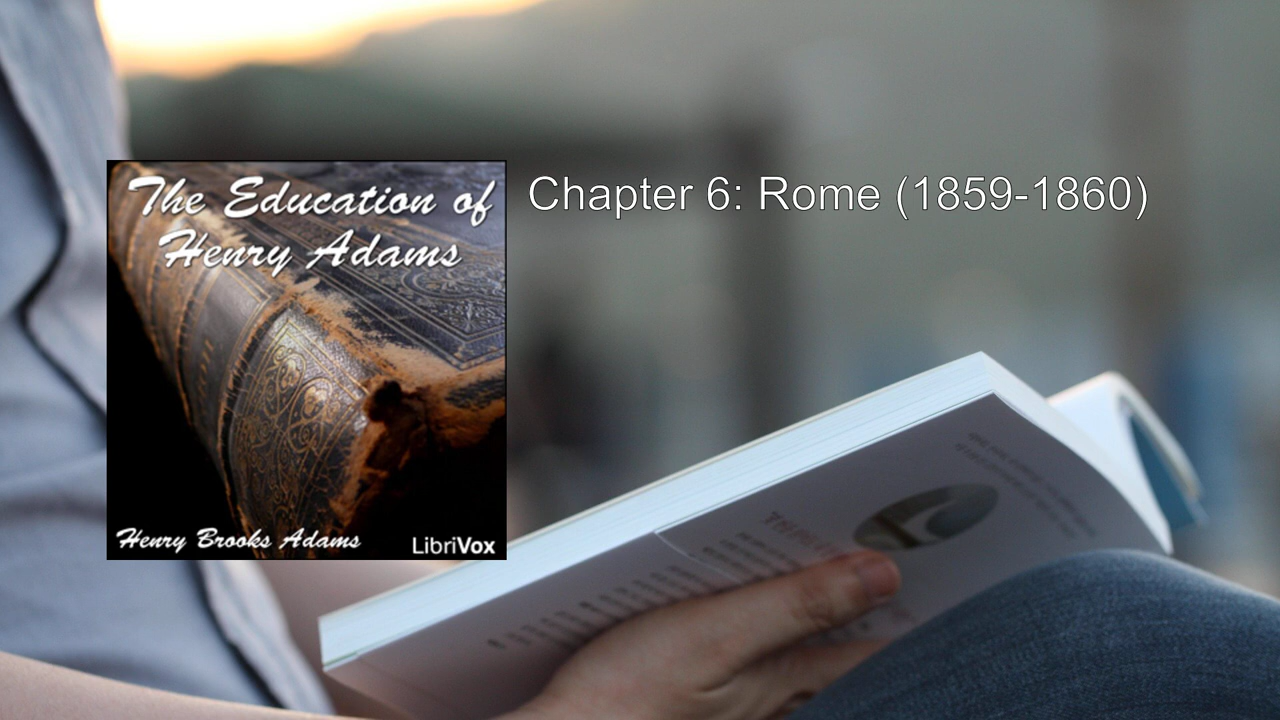 The Education of
Henry Adams
Henry Brooks Adams
LibriVox
Chapter 6: Rome (1859-1860)